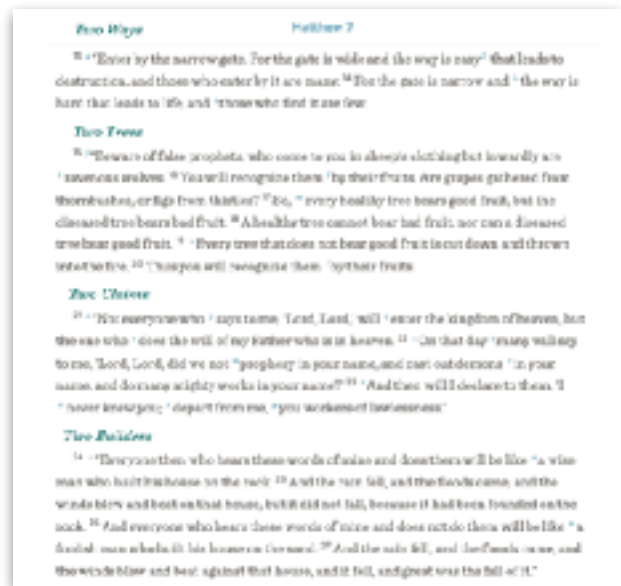 Two Ways Matthew 7
13 "Enter by the narrow gate. For the gate is wide and the way is easy that leads to
destruction, and those who enter by it are many. 14 For the gate is narrow and the way is
hard that leads to life, and those who find it are few.
Two Trees
15 "Beware of false prophets, who come to you in sheep's clothing but inwardly are
ravenous wolves. 16 You will recognize them by their fruits. Are grapes gathered from
thornbushes, or figs from thistles? 17 So, every healthy tree bears good fruit, but the
diseased tree bears bad fruit. 18 A healthy tree cannot bear bad fruit, nor can a diseased
tree bear good fruit. 19 Every tree that does not bear good fruit is cut down and thrown
into the fire. 20 Thus you will recognize them by their fruits.
Two Claims
21 "Not everyone who says to me, 'Lord, Lord,' will enter the kingdom of heaven, but
the one who does the will of my Father who is in heaven. 22 On that day many will say
to me, 'Lord, Lord, did we not prophesy in your name, and cast out demons in your
name, and do many mighty works in your name?' 23 And then will I declare to them, 'I
never knew you; depart from me, you workers of lawlessness.'
Two Builders
24 "Everyone then who hears these words of mine and does them will be like a wise
man who built his house on the rock. 25 And the rain fell, and the floods came, and the
winds blew and beat on that house, but it did not fall, because it had been founded on the
rock. 26 And everyone who hears these words of mine and does not do them will be like a
foolish man who built his house on the sand. 27 And the rain fell, and the floods came, and
the winds blew and beat against that house, and it fell, and great was the fall of it."